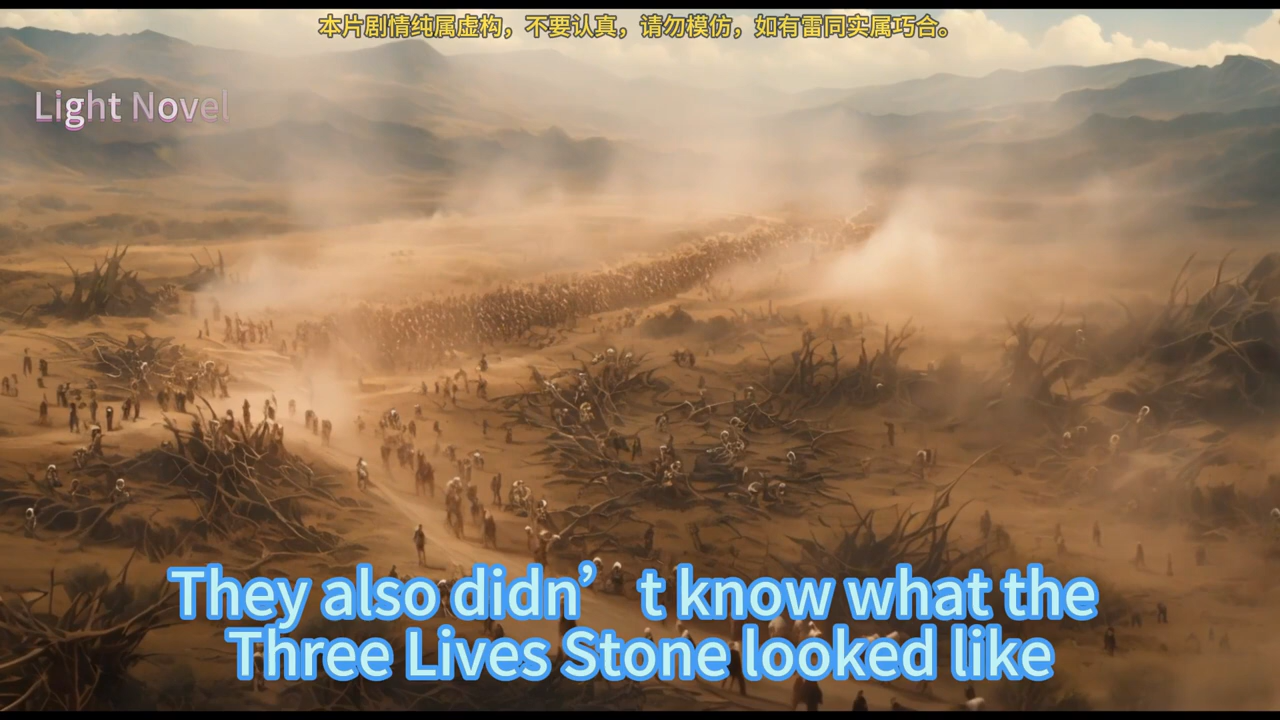 本片剧情纯属虚构，不要认真，请勿模仿，如有雷同实属巧合。
Light Novel
They also didn’t know what the
Three Lives Stone looked like